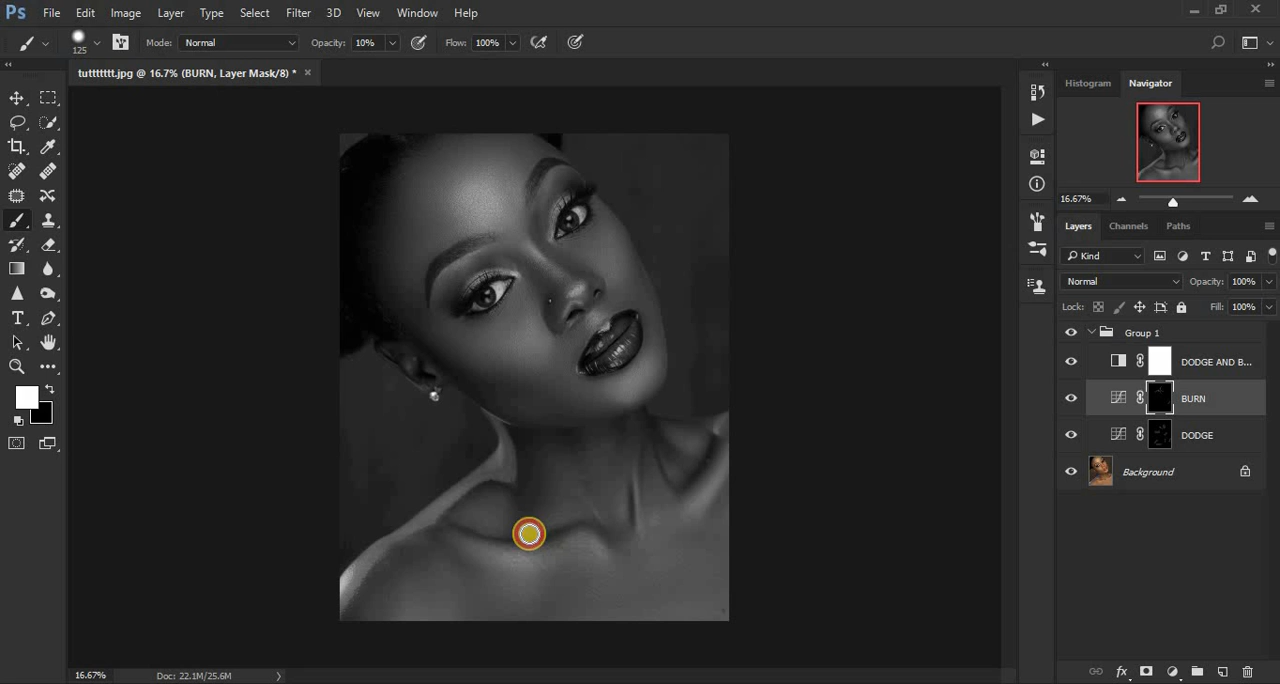 Ps File Edit Image Layer Type Select Filter 3D View Window Help
125 Mode: Normal Opacity: 10% Flow: 100%
tuttttttt.jpg @ 16.7% (BURN, Layer Mask/8) *
Histogram Navigator
16.67%
Layers Channels Paths
Kind
Normal Opacity: 100%
Lock: Fill: 100%
Group 1
DODGE AND B...
BURN
DODGE
Background
16.67% Doc: 22.1M/25.6M
fx